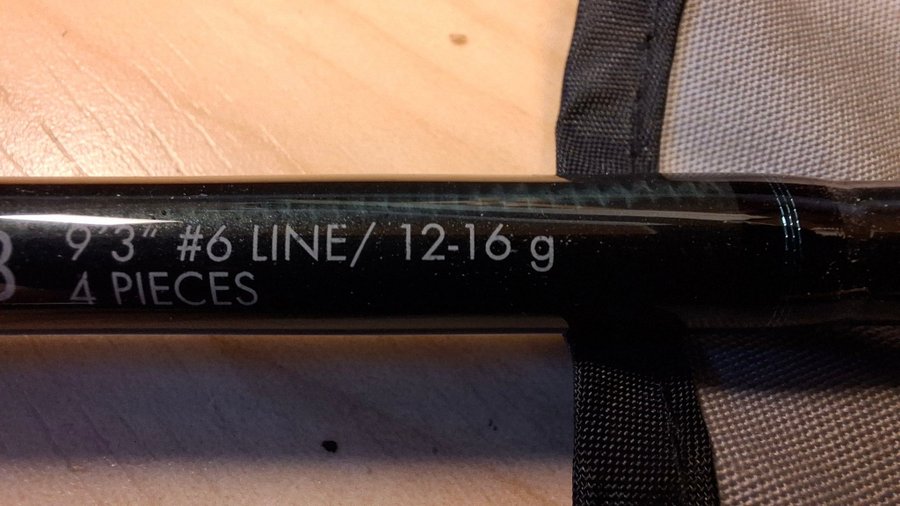 9'3" #6 LINE/ 12-16 g
4 PIECES